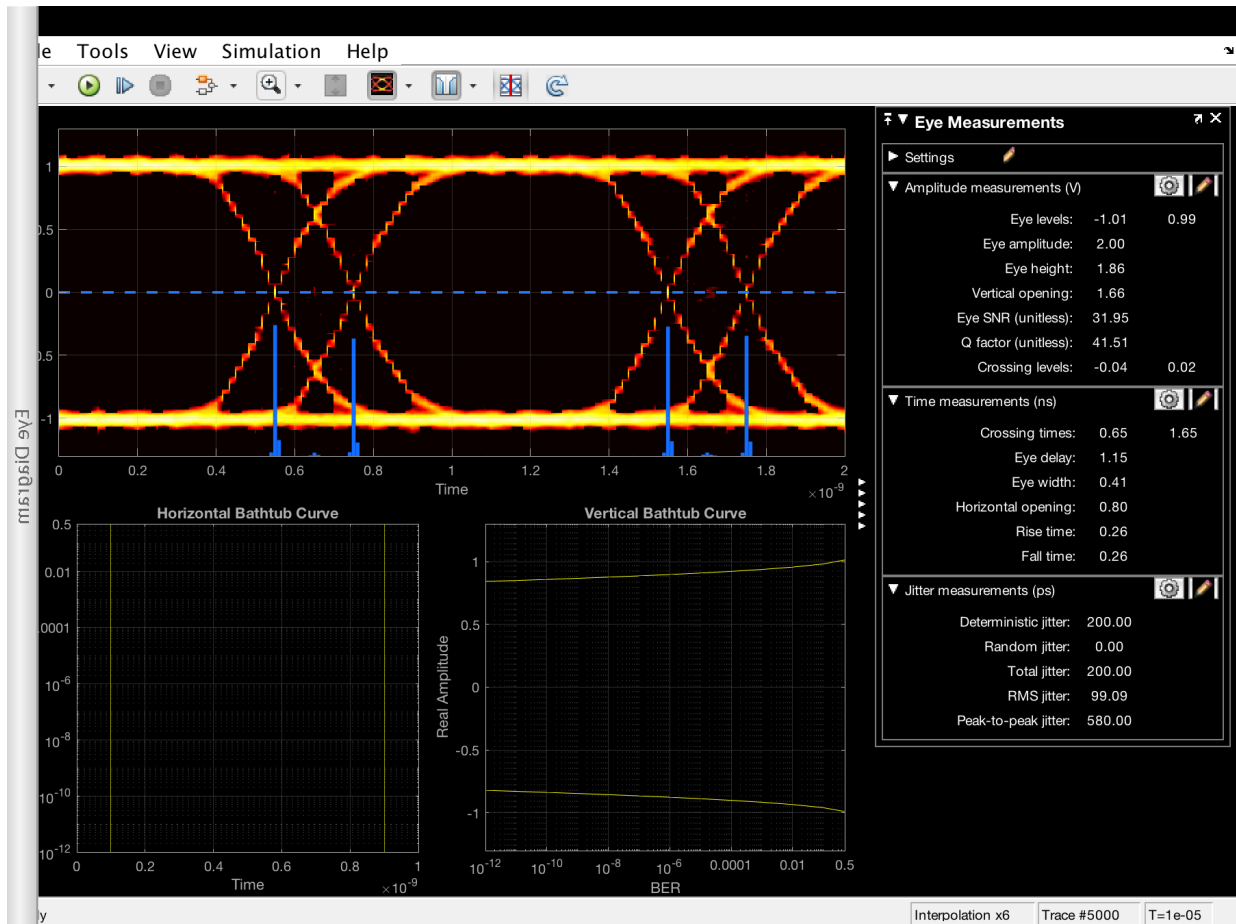 le Tools View Simulation Help
Eye Measurements
Settings
Amplitude measurements (V)
Eye levels: -1.01 0.99
Eye amplitude: 2.00
Eye height: 1.86
Vertical opening: 1.66
Eye SNR (unitless): 31.95
Q factor (unitless): 41.51
Crossing levels: -0.04 0.02
Time measurements (ns)
Crossing times: 0.65 1.65
Eye delay: 1.15
Eye width: 0.41
Horizontal opening: 0.80
Rise time: 0.26
Fall time: 0.26
Jitter measurements (ps)
Deterministic jitter: 200.00
Random jitter: 0.00
Total jitter: 200.00
RMS jitter: 99.09
Peak-to-peak jitter: 580.00
Eye Diagram
1
0.5
0
0.5
-1
0 0.2 0.4 0.6 0.8 1 1.2 1.4 1.6 1.8 2
Time
×10^-9
Horizontal Bathtub Curve
0.5
0.01
.0001
10^-6
10^-8
10^-10
10^-12
0 0.2 0.4 0.6 0.8 1
Time
×10^-9
Vertical Bathtub Curve
Real Amplitude
1
0.5
0
-0.5
-1
10^-12 10^-10 10^-8 10^-6 0.0001 0.01 0.5
BER
ly
Interpolation x6 Trace #5000 T=1e-05